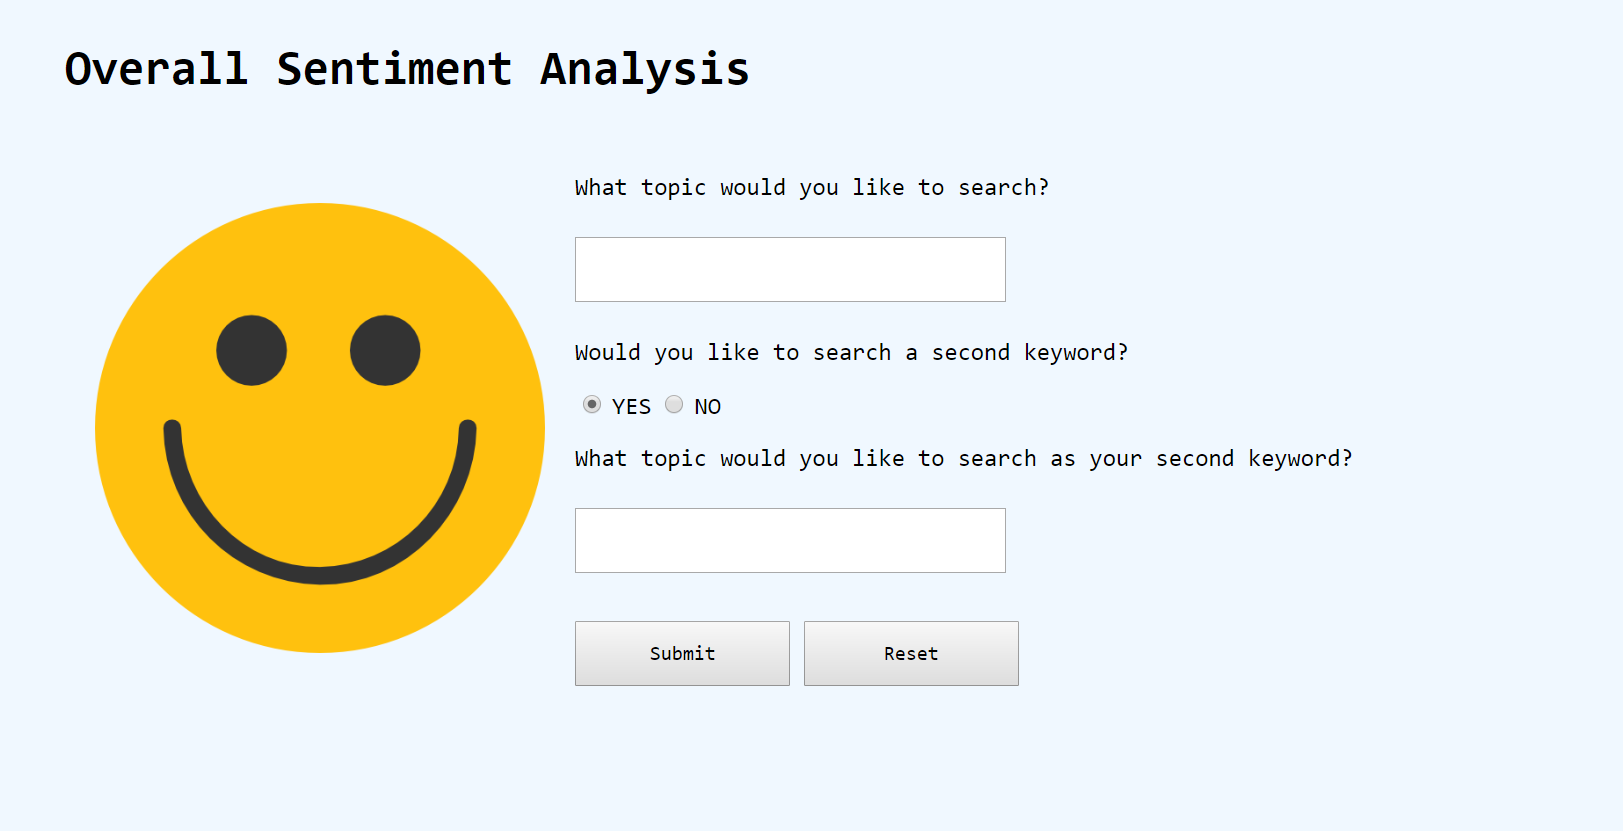 Overall Sentiment Analysis
What topic would you like to search?
Would you like to search a second keyword?
YES NO
What topic would you like to search as your second keyword?
Submit Reset